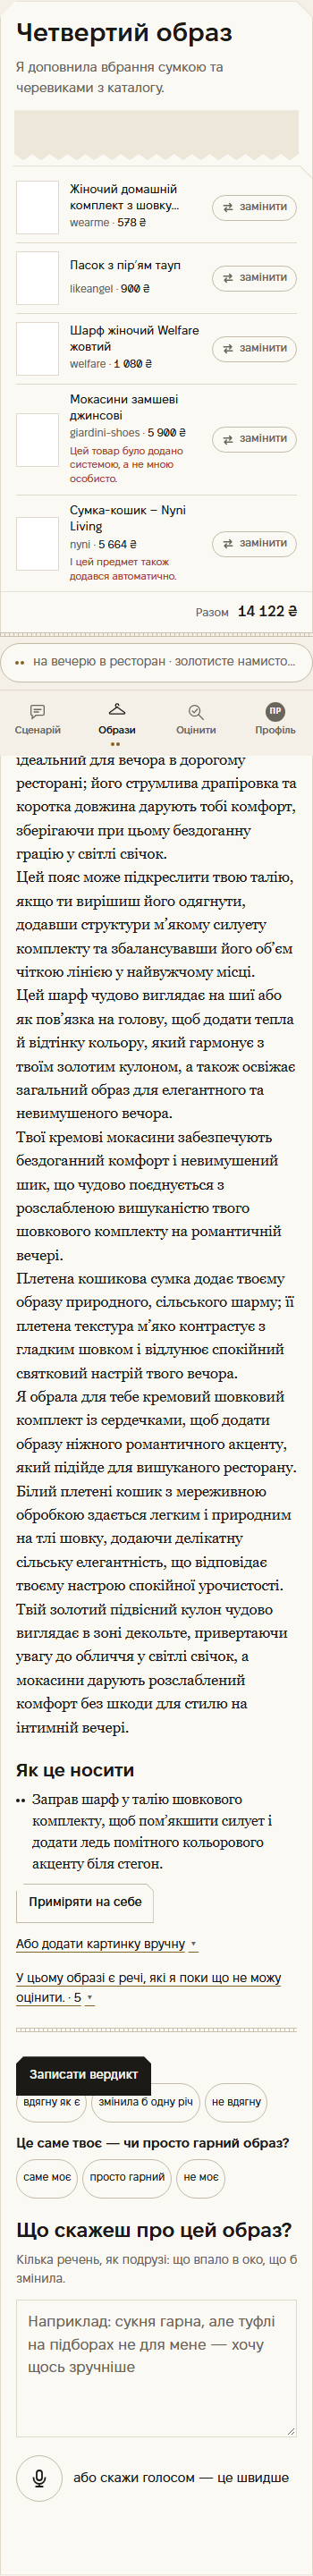 Четвертий образ
Я доповнила вбрання сумкою та
черевиками з каталогу.
Жіночий домашній
комплект з шовку...
wearme · 578 ₴
замінити
Пасок з пір'ям тауп
likeangel · 900 ₴
замінити
Шарф жіночий Welfare
жовтий
welfare · 1 080 ₴
замінити
Мокасини замшеві
джинсові
giardini-shoes · 5 900 ₴
Цей товар було додано
системою, а не мною
особисто.
замінити
Сумка-кошик – Nyni
Living
nyni · 5 664 ₴
І цей предмет також
додався автоматично.
замінити
Разом 14 122 ₴
на вечерю в ресторан · золотисте намисто...
Сценарій
Образи
Оцінити
ПР
Профіль
ідеальний для вечора в дорогому
ресторані; його струмлива драпіровка та
коротка довжина дарують тобі комфорт,
зберігаючи при цьому бездоганну
грацію у світлі свічок.
Цей пояс може підкреслити твою талію,
якщо ти вирішиш його одягнути,
додавши структури м'якому силуету
комплекту та збалансувавши його об'єм
чіткою лінією у найвужчому місці.
Цей шарф чудово виглядає на шиї або
як пов'язка на голову, щоб додати тепла
й відтінку кольору, який гармонує з
твоїм золотим кулоном, а також освіжає
загальний образ для елегантного та
невимушеного вечора.
Твої кремові мокасини забезпечують
бездоганний комфорт і невимушений
шик, що чудово поєднується з
розслабленою вишуканістю твого
шовкового комплекту на романтичній
вечері.
Плетена кошикова сумка додає твоєму
образу природного, сільського шарму; її
плетена текстура м'яко контрастує з
гладким шовком і відлунює спокійний
святковий настрій твого вечора.
Я обрала для тебе кремовий шовковий
комплект із сердечками, щоб додати
образу ніжного романтичного акценту,
який підійде для вишуканого ресторану.
Білий плетені кошик з мереживною
обробкою здається легким і природним
на тлі шовку, додаючи делікатну
сільську елегантність, що відповідає
твоєму настрою спокійної урочистості.
Твій золотий підвісний кулон чудово
виглядає в зоні декольте, привертаючи
увагу до обличчя у світлі свічок, а
мокасини дарують розслаблений
комфорт без шкоди для стилю на
інтимній вечері.
Як це носити
•• Заправ шарф у талію шовкового
комплекту, щоб пом'якшити силует і
додати ледь помітного кольорового
акценту біля стегон.
Приміряти на себе
Або додати картинку вручну
У цьому образі є речі, які я поки що не можу
оцінити. · 5
Записати вердикт
вдягну як є
змінила б одну річ
не вдягну
Це саме твоє — чи просто гарний образ?
саме моє
просто гарний
не моє
Що скажеш про цей образ?
Кілька речень, як подрузі: що впало в око, що б
змінила.
Наприклад: сукня гарна, але туфлі
на підборах не для мене — хочу
щось зручніше
або скажи голосом — це швидше